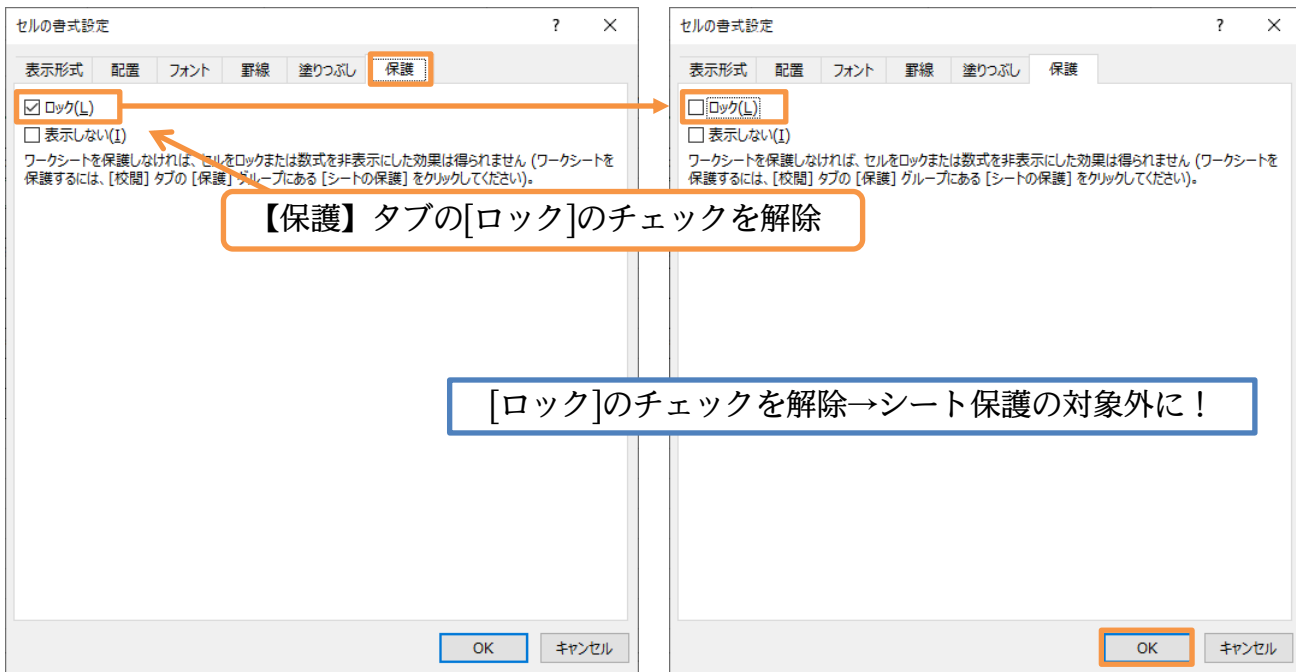 セルの書式設定 ? ×
表示形式 配置 フォント 罫線 塗りつぶし 保護
ロック(L)
表示しない(I)
ワークシートを保護しなければ、セルをロックまたは数式を非表示にした効果は得られません (ワークシートを
保護するには、[校閲] タブの [保護] グループにある [シートの保護] をクリックしてください)。
【保護】タブの[ロック]のチェックを解除
OK キャンセル
セルの書式設定 ? ×
表示形式 配置 フォント 罫線 塗りつぶし 保護
ロック(L)
表示しない(I)
ワークシートを保護しなければ、セルをロックまたは数式を非表示にした効果は得られません (ワークシートを
保護するには、[校閲] タブの [保護] グループにある [シートの保護] をクリックしてください)。
[ロック]のチェックを解除→シート保護の対象外に！
OK キャンセル